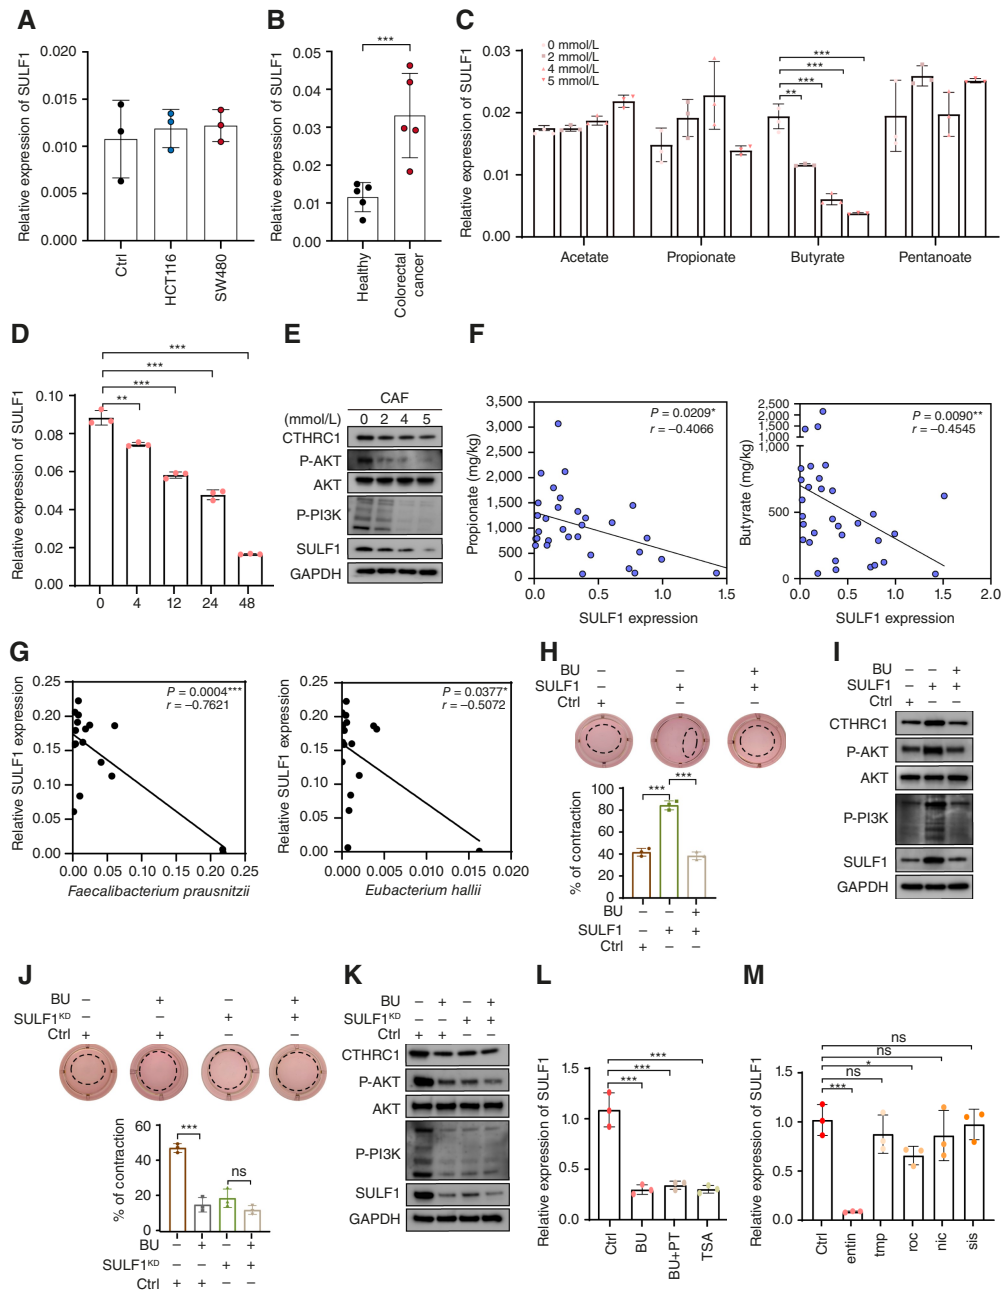 A
Relative expression of SULF1
0.020
0.015
0.010
0.005
0.000
Ctrl
HCT116
SW480
B
Relative expression of SULF1
0.05
0.04
0.03
0.02
0.01
0.00
***
Healthy
Colorectal
cancer
C
Relative expression of SULF1
0.03
0.02
0.01
0.00
0 mmol/L
2 mmol/L
4 mmol/L
5 mmol/L
***
***
***
**
Acetate
Propionate
Butyrate
Pentanoate
D
Relative expression of SULF1
0.10
0.08
0.06
0.04
0.02
0.00
***
***
***
**
0 4 12 24 48
E
CAF
(mmol/L) 0 2 4 5
CTHRC1
P-AKT
AKT
P-PI3K
SULF1
GAPDH
F
Propionate (mg/kg)
3,500
3,000
2,500
2,000
1,500
1,000
500
0
P = 0.0209*
r = –0.4066
0.0 0.5 1.0 1.5
SULF1 expression
Butyrate (mg/kg)
2,500
2,000
1,500
1,000
500
0
P = 0.0090**
r = –0.4545
0.0 0.5 1.0 1.5 2.0
SULF1 expression
G
Relative SULF1 expression
0.25
0.20
0.15
0.10
0.05
0.00
P = 0.0004***
r = –0.7621
0.00 0.05 0.10 0.15 0.20 0.25
Faecalibacterium prausnitzii
Relative SULF1 expression
0.25
0.20
0.15
0.10
0.05
0.00
P = 0.0377*
r = –0.5072
0.000 0.005 0.010 0.015 0.020
Eubacterium hallii
H
BU – – +
SULF1 – + +
Ctrl +
% of contraction
100
80
60
40
20
0
***
***
BU – – +
SULF1 – + +
Ctrl + – –
I
BU – – +
SULF1 – + +
Ctrl + – –
CTHRC1
P-AKT
AKT
P-PI3K
SULF1
GAPDH
J
BU – + – +
SULF1KD – – + +
Ctrl + + – –
% of contraction
60
40
20
0
***
ns
BU – + – +
SULF1KD – – + +
Ctrl + + – –
K
BU – + – +
SULF1KD – – + +
Ctrl + + – –
CTHRC1
P-AKT
AKT
P-PI3K
SULF1
GAPDH
L
Relative expression of SULF1
1.5
1.0
0.5
0.0
***
***
***
Ctrl
BU
BU+PT
TSA
M
Relative expression of SULF1
1.5
1.0
0.5
0.0
ns
ns
*
ns
***
Ctrl
entin
tmp
roc
nic
sis